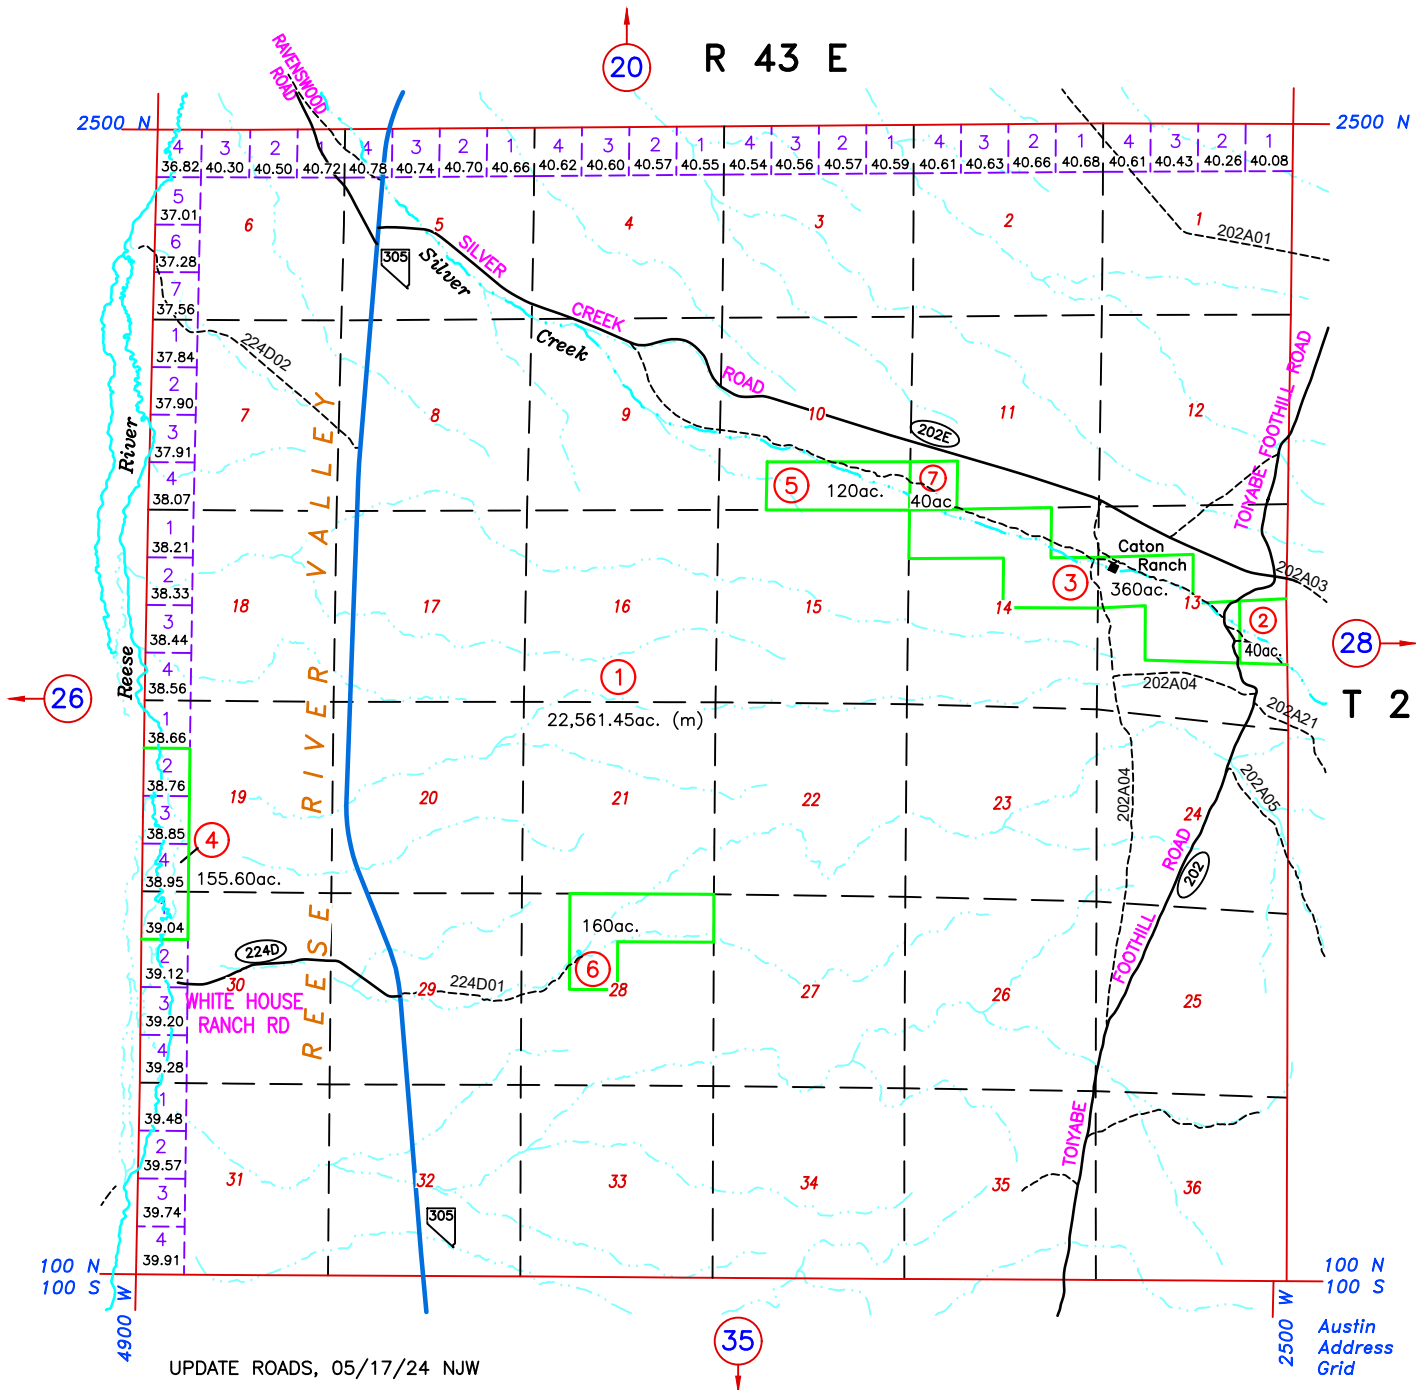 20
R 43 E
RAVENSWOOD
ROAD
2500 N
2500 N
4 3 2 1 4 3 2 1 4 3 2 1 4 3 2 1 4 3 2 1 4 3 2 1
36.82 40.30 40.50 40.72 40.78 40.74 40.70 40.66 40.62 40.60 40.57 40.55 40.54 40.56 40.57 40.59 40.61 40.63 40.66 40.68 40.61 40.43 40.26 40.08
5
37.01
6
37.28
7
37.56
6 5 4 3 2 1
202A01
305
SILVER
CREEK
ROAD
Silver
Creek
1
37.84
2
37.90
3
37.91
4
38.07
224D02
7 8 9 10 11 12
202E
TOIYABE FOOTHILL ROAD
River
Reese
REESE RIVER VALLEY
5
120ac.
7
40ac.
1
38.21
2
38.33
3
38.44
4
38.56
Caton
Ranch
3
360ac.
202A03
18 17 16 15 14 13
2
40ac.
28
26
1
22,561.45ac. (m)
202A04
202A21
T 2
1
38.66
2
38.76
3
38.85
4
38.95
19 20 21 22 23 24
202A04
202A05
4
155.60ac.
202
TOIYABE
FOOTHILL
ROAD
1
39.04
2
39.12
3
39.20
4
39.28
160ac.
6
224D
224D01
30 29 28 27 26 25
WHITE HOUSE
RANCH RD
1
39.48
2
39.57
3
39.74
4
39.91
31 32 33 34 35 36
305
100 N
100 S
100 N
100 S
4900 W
2500 W
35
Austin
Address
Grid
UPDATE ROADS, 05/17/24 NJW